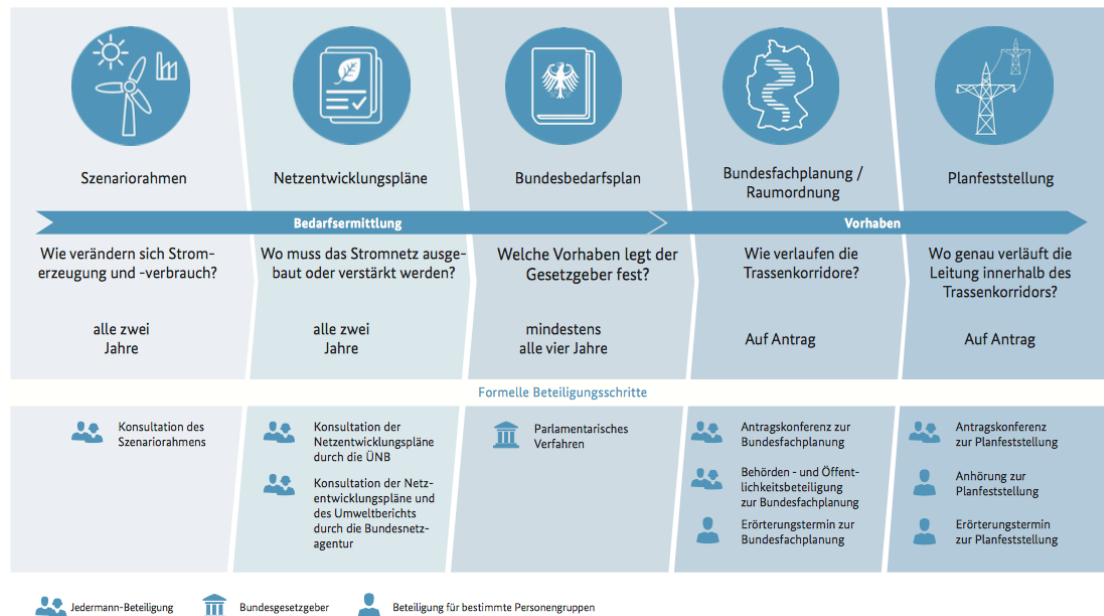 Szenariorahmen
Netzentwicklungspläne
Bundesbedarfsplan
Bundesfachplanung /
Raumordnung
Planfeststellung
Bedarfsermittlung
Vorhaben
Wie verändern sich Strom-
erzeugung und -verbrauch?
Wo muss das Stromnetz ausge-
baut oder verstärkt werden?
Welche Vorhaben legt der
Gesetzgeber fest?
Wie verlaufen die
Trassenkorridore?
Wo genau verläuft die
Leitung innerhalb des
Trassenkorridors?
alle zwei
Jahre
alle zwei
Jahre
mindestens
alle vier Jahre
Auf Antrag
Auf Antrag
Formelle Beteiligungsschritte
Konsultation des
Szenariorahmens
Konsultation der
Netzentwicklungspläne
durch die ÜNB
Konsultation der Netz-
entwicklungspläne und
des Umweltberichts
durch die Bundesnetz-
agentur
Parlamentarisches
Verfahren
Antragskonferenz zur
Bundesfachplanung
Behörden - und Öffent-
lichkeitsbeteiligung
zur Bundesfachplanung
Erörterungstermin zur
Bundesfachplanung
Antragskonferenz
zur Planfeststellung
Anhörung zur
Planfeststellung
Erörterungstermin
zur Planfeststellung
Jedermann-Beteiligung
Bundesgesetzgeber
Beteiligung für bestimmte Personengruppen